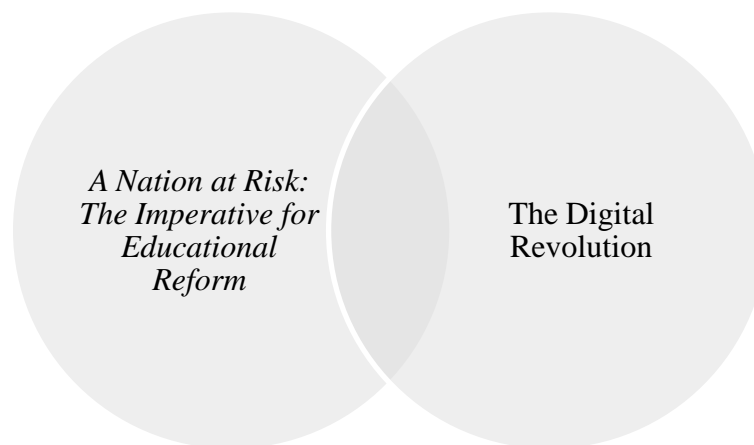 A Nation at Risk:
The Imperative for
Educational
Reform
The Digital
Revolution